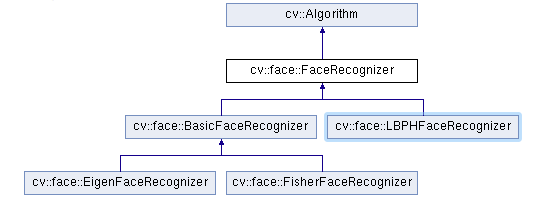 cv::Algorithm
cv::face::FaceRecognizer
cv::face::BasicFaceRecognizer
cv::face::LBPHFaceRecognizer
cv::face::EigenFaceRecognizer
cv::face::FisherFaceRecognizer